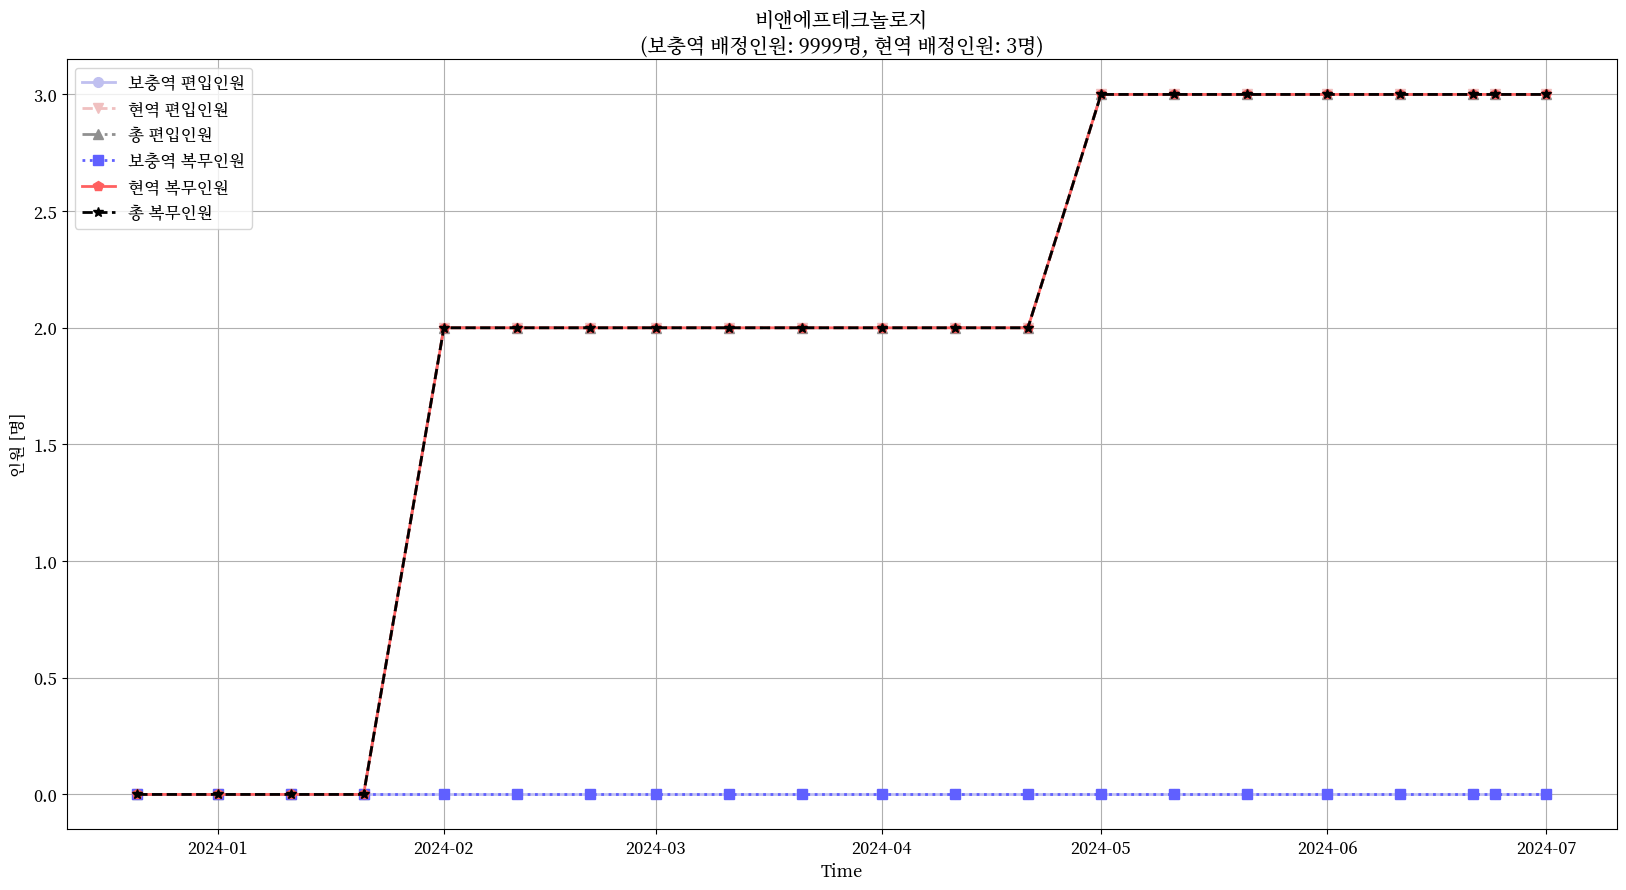 비앤에프테크놀로지
(보충역 배정인원: 9999명, 현역 배정인원: 3명)
보충역 편입인원
현역 편입인원
총 편입인원
보충역 복무인원
현역 복무인원
총 복무인원
3.0
2.5
2.0
1.5
1.0
0.5
0.0
인원 [명]
2024-01 2024-02 2024-03 2024-04 2024-05 2024-06 2024-07
Time